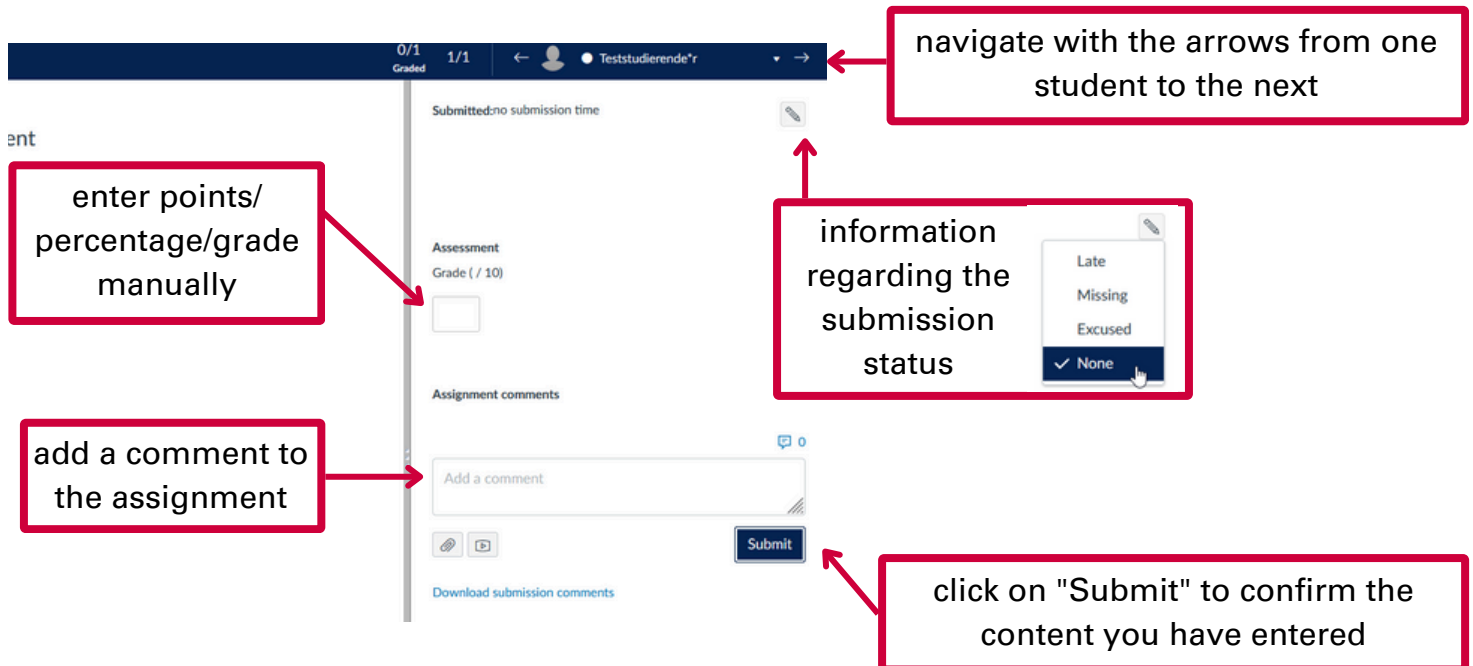 navigate with the arrows from one
student to the next
0/1
Graded
1/1
Teststudierende*r
Submitted:no submission time
ent
enter points/
percentage/grade
manually
information
regarding the
submission
status
Late
Missing
Excused
None
Assessment
Grade ( / 10)
Assignment comments
0
add a comment to
the assignment
Add a comment
Submit
Download submission comments
click on "Submit" to confirm the
content you have entered